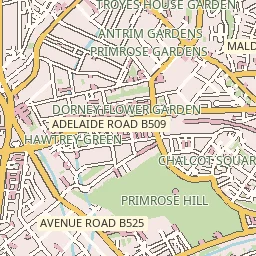 TROYES HOUSE GARDEN
ANTRIM GARDENS
PRIMROSE GARDENS
MALD
DORNEY FLOWER GARDEN
ADELAIDE ROAD B509
HAWTREY GREEN
CHALCOT SQUAR
PRIMROSE HILL
AVENUE ROAD B525